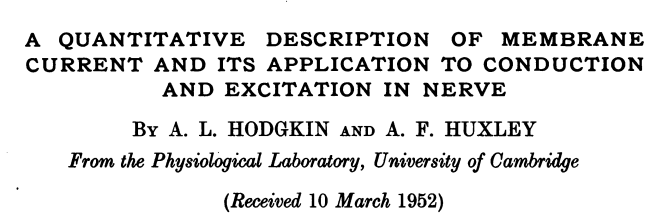 A QUANTITATIVE DESCRIPTION OF MEMBRANE
CURRENT AND ITS APPLICATION TO CONDUCTION
AND EXCITATION IN NERVE
By A. L. HODGKIN AND A. F. HUXLEY
From the Physiological Laboratory, University of Cambridge
(Received 10 March 1952)